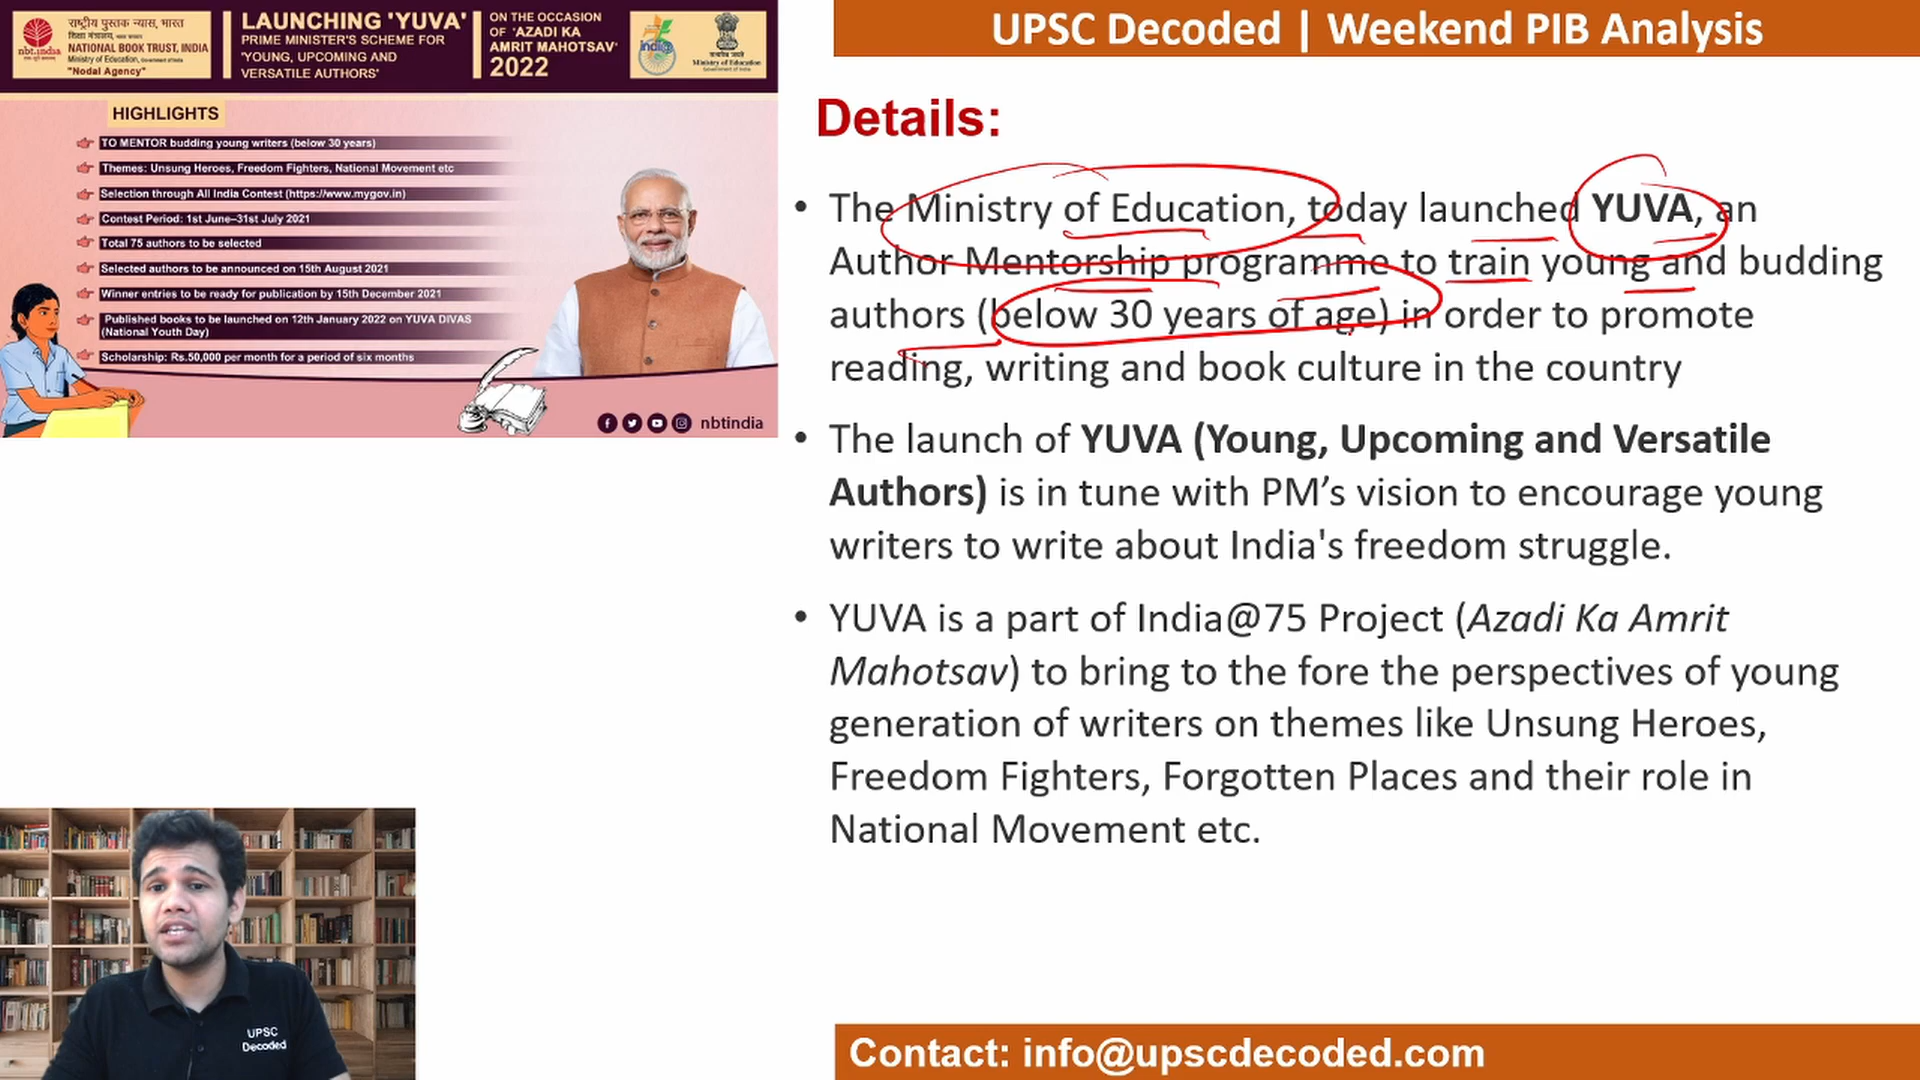 राष्ट्रीय पुस्तक न्यास, भारत
शिक्षा मंत्रालय, भारत सरकार
NATIONAL BOOK TRUST, INDIA
Ministry of Education, Government of India
"Nodal Agency"
nbt.india
LAUNCHING 'YUVA'
PRIME MINISTER'S SCHEME FOR
'YOUNG, UPCOMING AND
VERSATILE AUTHORS'
ON THE OCCASION
OF 'AZADI KA
AMRIT MAHOTSAV'
2022
Ministry of Education
Government of India
HIGHLIGHTS
TO MENTOR budding young writers (below 30 years)
Themes: Unsung Heroes, Freedom Fighters, National Movement etc
Selection through All India Contest (https://www.mygov.in)
Contest Period: 1st June–31st July 2021
Total 75 authors to be selected
Selected authors to be announced on 15th August 2021
Winner entries to be ready for publication by 15th December 2021
Published books to be launched on 12th January 2022 on YUVA DIVAS
(National Youth Day)
Scholarship: Rs.50,000 per month for a period of six months
nbtindia
UPSC Decoded | Weekend PIB Analysis
Details:
• The Ministry of Education, today launched YUVA, an
Author Mentorship programme to train young and budding
authors (below 30 years of age) in order to promote
reading, writing and book culture in the country
• The launch of YUVA (Young, Upcoming and Versatile
Authors) is in tune with PM’s vision to encourage young
writers to write about India's freedom struggle.
• YUVA is a part of India@75 Project (Azadi Ka Amrit
Mahotsav) to bring to the fore the perspectives of young
generation of writers on themes like Unsung Heroes,
Freedom Fighters, Forgotten Places and their role in
National Movement etc.
UPSC
Decoded
Contact: info@upscdecoded.com